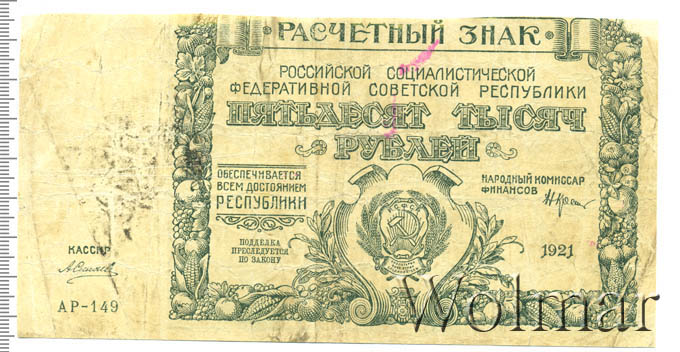 РАСЧЕТНЫЙ ЗНАК
РОССИЙСКОЙ СОЦИАЛИСТИЧЕСКОЙ
ФЕДЕРАТИВНОЙ СОВЕТСКОЙ РЕСПУБЛИКИ
ПЯТЬДЕСЯТ ТЫСЯЧ
РУБЛЕЙ
ОБЕСПЕЧИВАЕТСЯ
ВСЕМ ДОСТОЯНИЕМ
РЕСПУБЛИКИ
НАРОДНЫЙ КОМИССАР
ФИНАНСОВ
ПОДДЕЛКА
ПРЕСЛЕДУЕТСЯ
ПО ЗАКОНУ
1921
КАССИР
АР-149
Wolmar